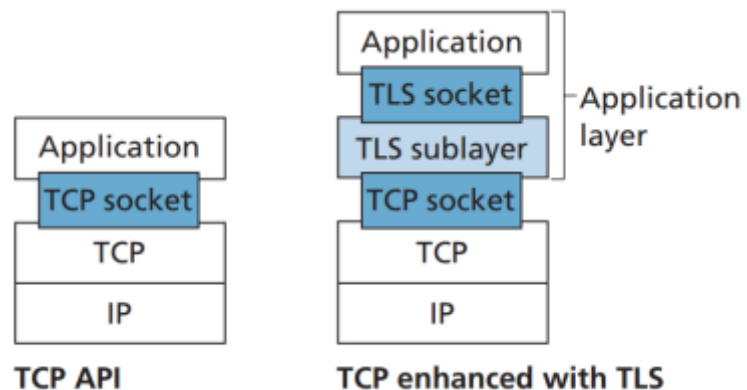 Application
TCP socket
TCP
IP
TCP API
Application
TLS socket
TLS sublayer
TCP socket
TCP
IP
Application
layer
TCP enhanced with TLS